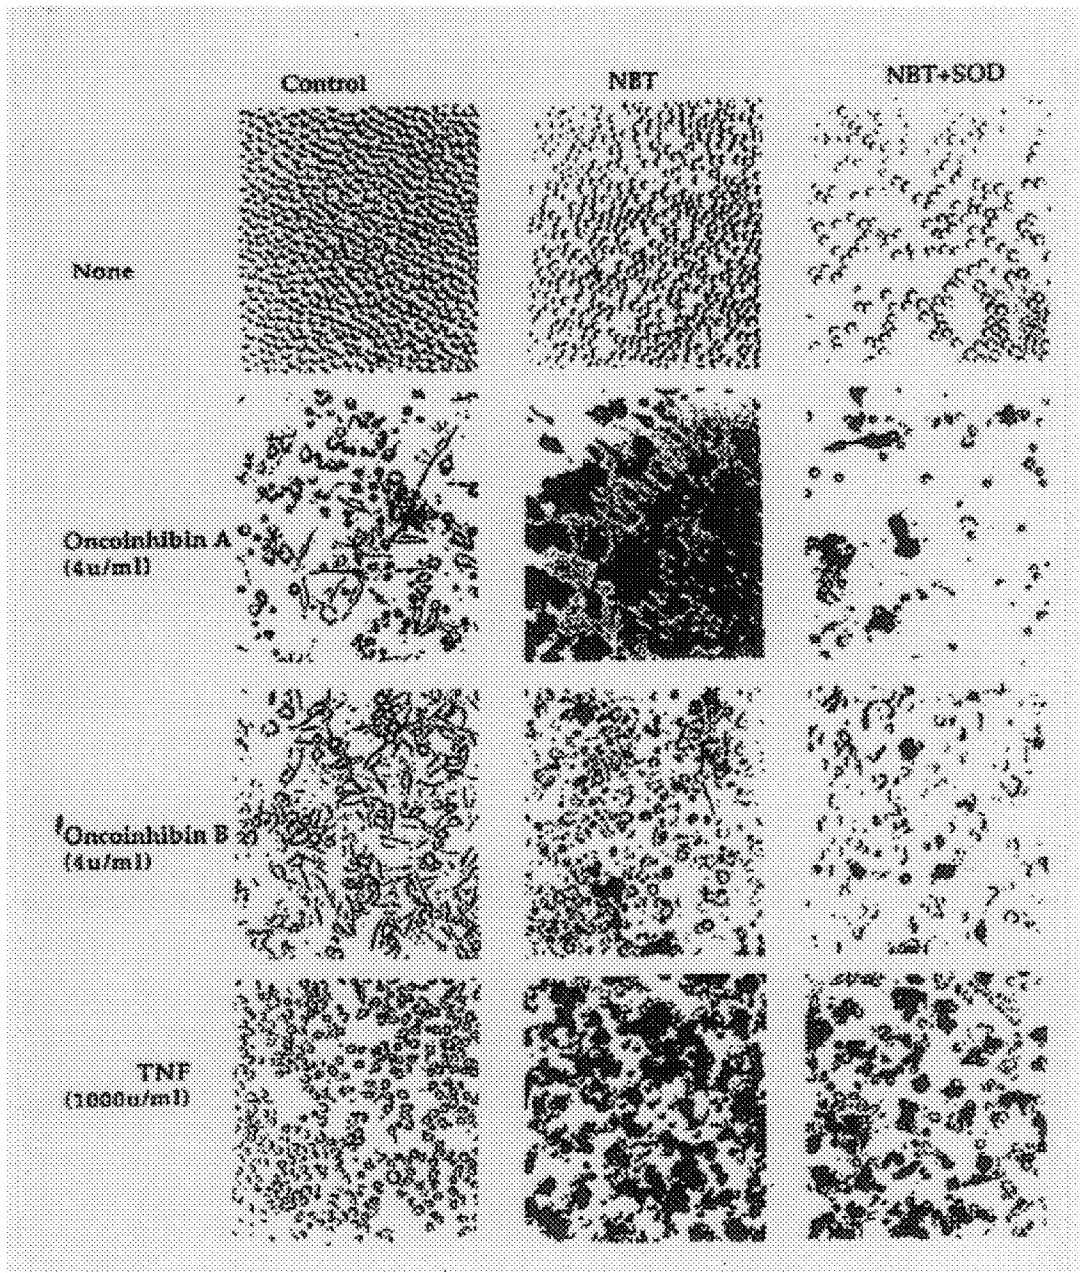 Control NBT NBT+SOD
None
Oncoinhibin A
(4u/ml)
Oncoinhibin B
(4u/ml)
TNF
(1000u/ml)